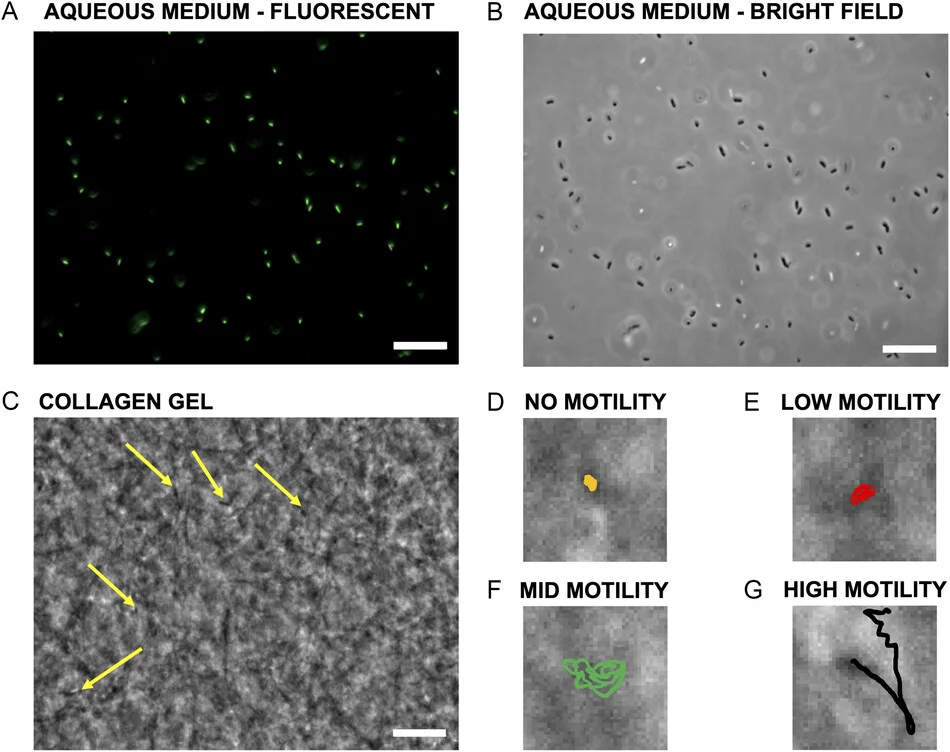 A AQUEOUS MEDIUM - FLUORESCENT
B AQUEOUS MEDIUM - BRIGHT FIELD
C COLLAGEN GEL
D NO MOTILITY
E LOW MOTILITY
F MID MOTILITY
G HIGH MOTILITY